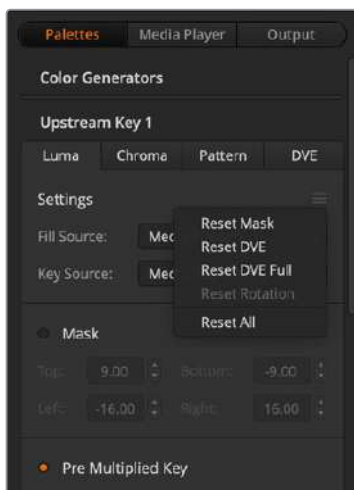 Palettes Media Player Output
Color Generators
Upstream Key 1
Luma Chroma Pattern DVE
Settings
Reset Mask
Fill Source: Med
Reset DVE
Reset DVE Full
Key Source: Med
Reset Rotation
Reset All
Mask
Top: 9.00 Bottom: -9.00
Left: -16.00 Right: 16.00
Pre Multiplied Key